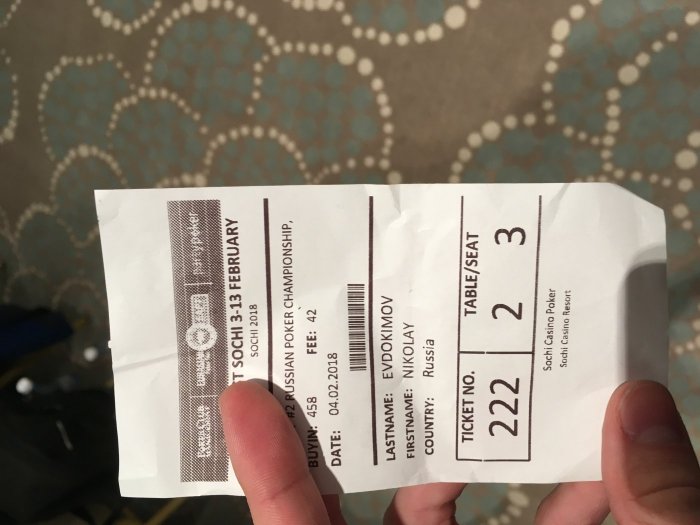 partypoker
T SOCHI 3-13 FEBRUARY
SOCHI 2018
#2 RUSSIAN POKER CHAMPIONSHIP,
BUYIN: 458 FEE: 42
DATE: 04.02.2018
LASTNAME: EVDOKIMOV
FIRSTNAME: NIKOLAY
COUNTRY: Russia
TICKET NO. TABLE/SEAT
222 2 3
Sochi Casino Poker
Sochi Casino Resort